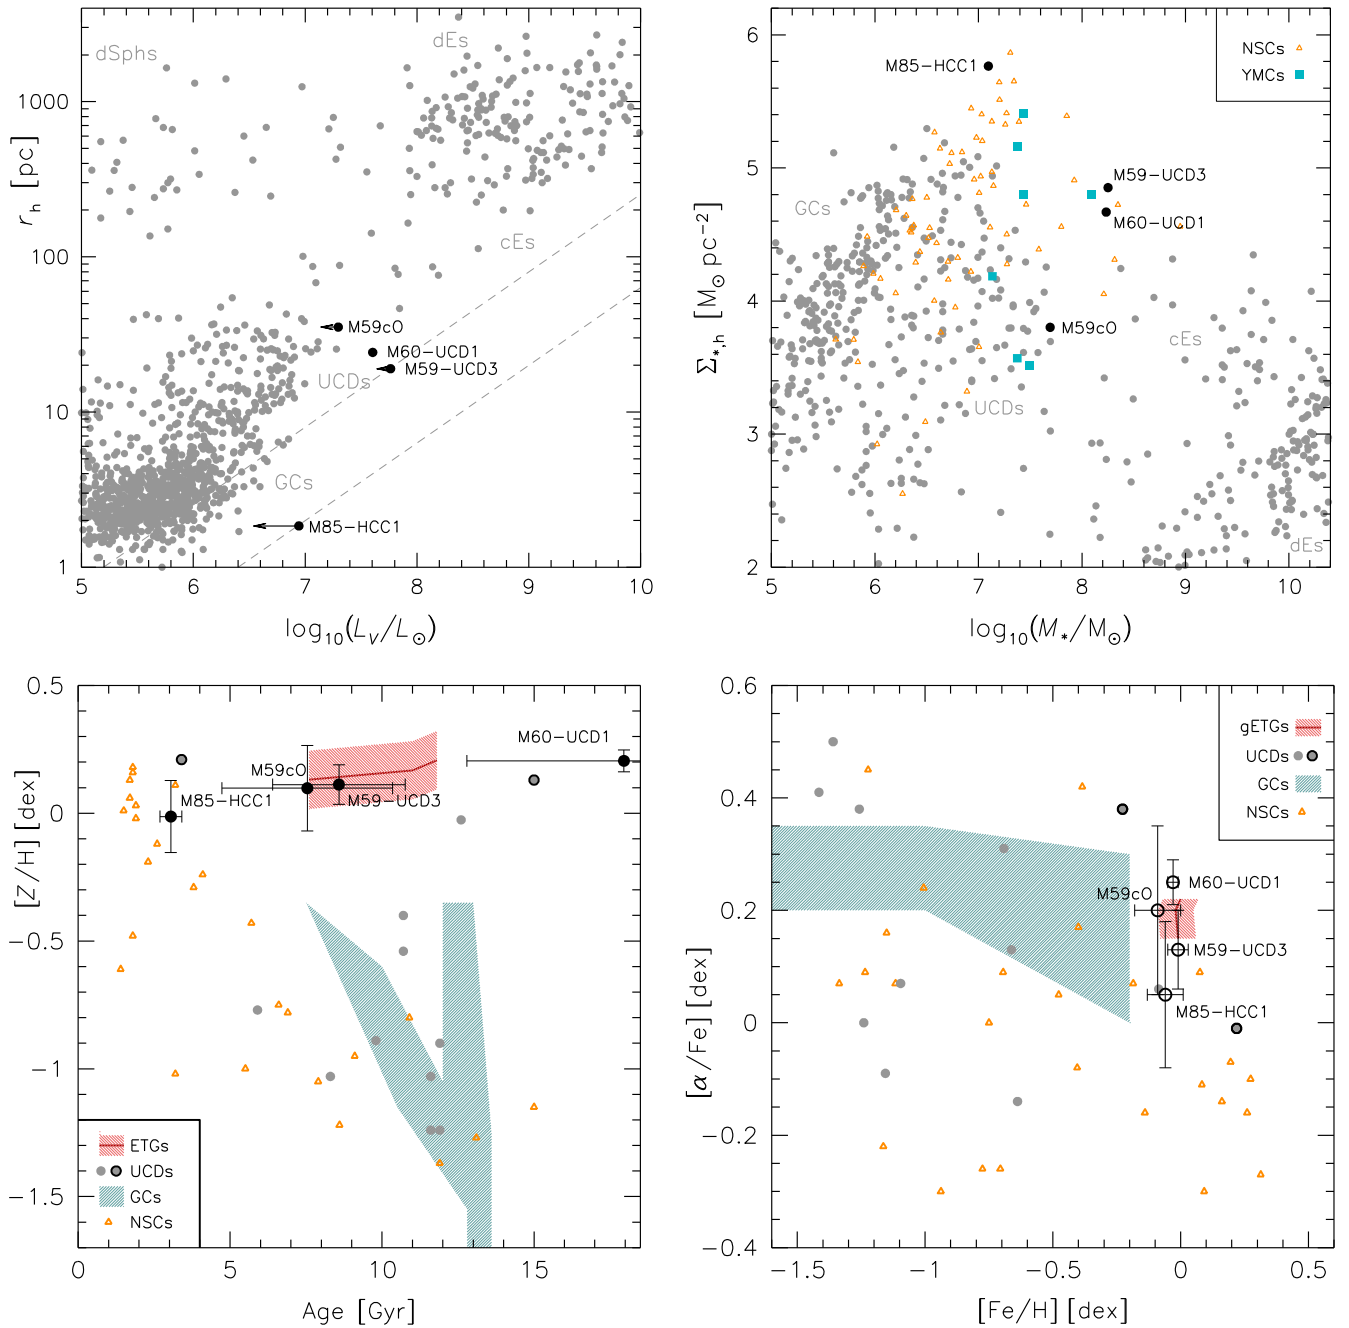 dSphs
dEs
cEs
M59cO
M60−UCD1
M59−UCD3
UCDs
GCs
M85−HCC1
1000
100
10
1
5 6 7 8 9 10
r_h [pc]
log₁₀(L_V/L_⊙)
NSCs
YMCs
M85−HCC1
M59−UCD3
M60−UCD1
GCs
M59cO
cEs
UCDs
dEs
6
5
4
3
2
5 6 7 8 9 10
Σ_{*,h} [M_⊙ pc⁻²]
log₁₀(M_*/M_⊙)
M60−UCD1
M59cO
M85−HCC1
M59−UCD3
ETGs
UCDs
GCs
NSCs
0.5
0
−0.5
−1
−1.5
0 5 10 15
[Z/H] [dex]
Age [Gyr]
gETGs
UCDs
GCs
NSCs
M59cO
M60−UCD1
M59−UCD3
M85−HCC1
0.6
0.4
0.2
0
−0.2
−0.4
−1.5 −1 −0.5 0 0.5
[α/Fe] [dex]
[Fe/H] [dex]